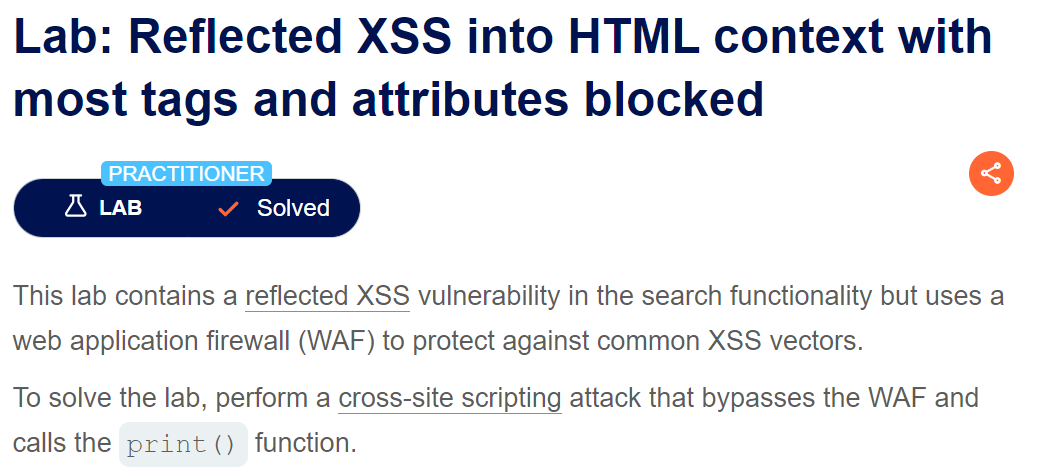 Lab: Reflected XSS into HTML context with
most tags and attributes blocked
PRACTITIONER
LAB Solved
This lab contains a reflected XSS vulnerability in the search functionality but uses a
web application firewall (WAF) to protect against common XSS vectors.
To solve the lab, perform a cross-site scripting attack that bypasses the WAF and
calls the print() function.